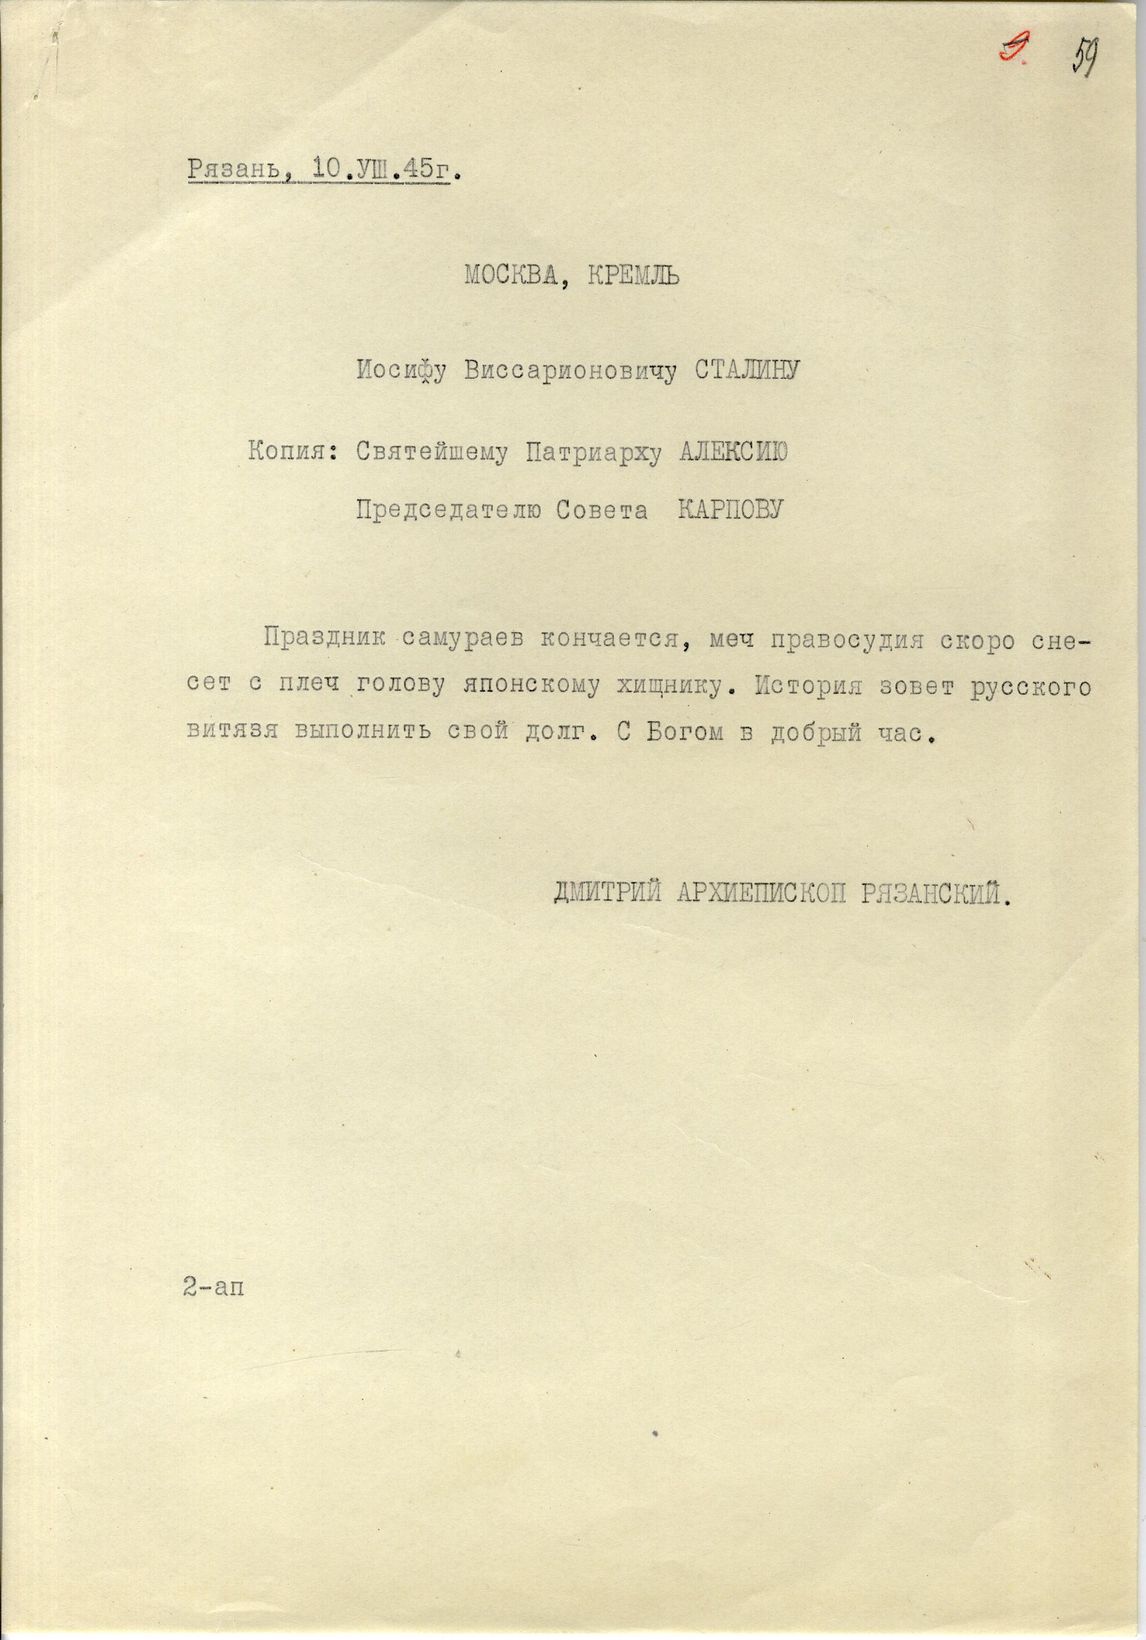 59
Рязань, 10.УШ.45г.
МОСКВА, КРЕМЛЬ
Иосифу Виссарионовичу СТАЛИНУ
Копия: Святейшему Патриарху АЛЕКСИЮ
Председателю Совета КАРПОВУ
Праздник самураев кончается, меч правосудия скоро сне-
сет с плеч голову японскому хищнику. История зовет русского
витязя выполнить свой долг. С Богом в добрый час.
ДМИТРИЙ АРХИЕПИСКОП РЯЗАНСКИЙ.
2-ап